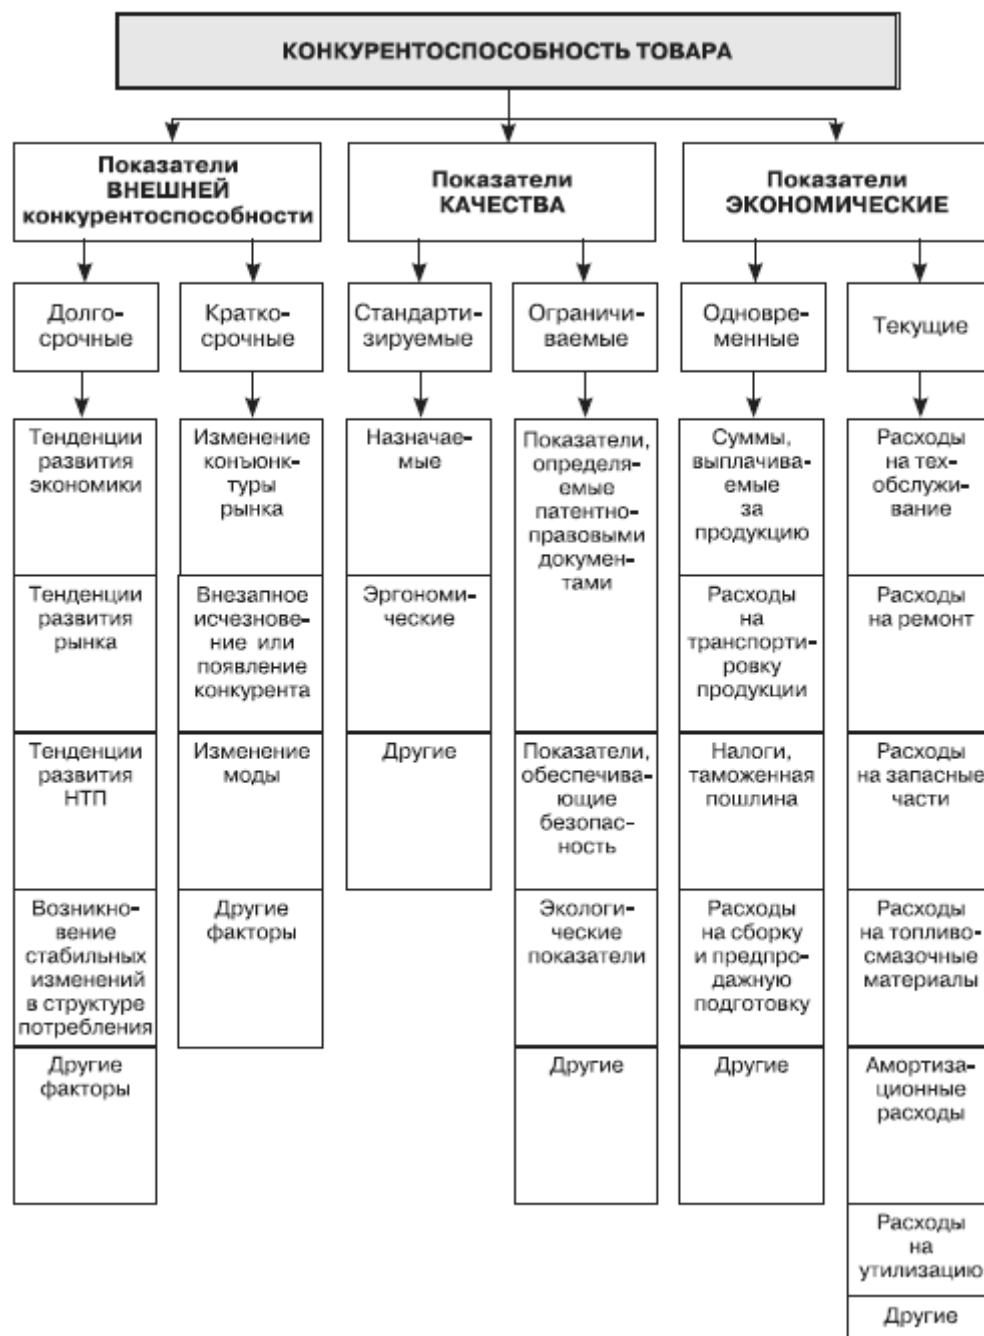 КОНКУРЕНТОСПОСОБНОСТЬ ТОВАРА
Показатели
ВНЕШНЕЙ
конкурентоспособности
Показатели
КАЧЕСТВА
Показатели
ЭКОНОМИЧЕСКИЕ
Долго-
срочные
Кратко-
срочные
Стандарти-
зируемые
Ограничи-
ваемые
Одновре-
менные
Текущие
Тенденции
развития
экономики
Тенденции
развития
рынка
Тенденции
развития
НТП
Возникно-
вение
стабильных
изменений
в структуре
потребления
Другие
факторы
Изменение
конъюнк-
туры
рынка
Внезапное
исчезнове-
ние или
появление
конкурента
Изменение
моды
Другие
факторы
Назначае-
мые
Эргономи-
ческие
Другие
Показатели,
определя-
емые
патентно-
правовыми
докумен-
тами
Показатели,
обеспечива-
ющие
безопас-
ность
Экологи-
ческие
показатели
Другие
Суммы,
выплачива-
емые
за
продукцию
Расходы
на
транспорти-
ровку
продукции
Налоги,
таможенная
пошлина
Расходы
на сборку
и предпро-
дажную
подготовку
Другие
Расходы
на тех-
обслужи-
вание
Расходы
на ремонт
Расходы
на запасные
части
Расходы
на топливо-
смазочные
материалы
Амортиза-
ционные
расходы
Расходы
на
утилизацию
Другие